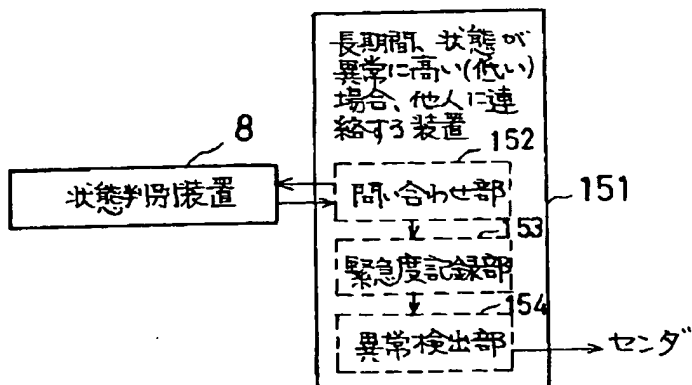 長期間、状態が
異常に高い(低い)
場合、他人に連
絡する装置
8
152
状態判別装置
問い合わせ部
151
153
緊急度記録部
154
異常検出部
センダ